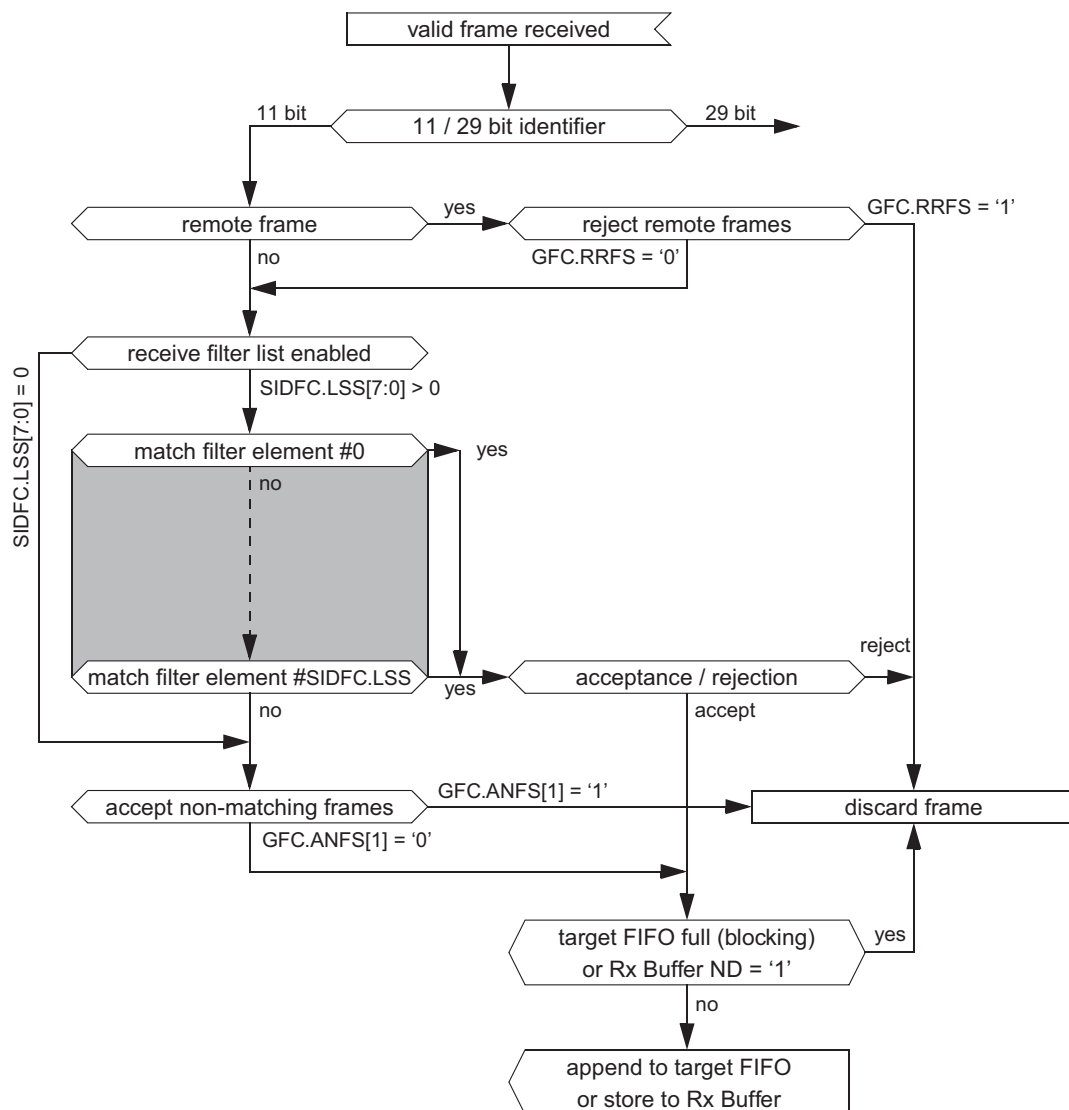 valid frame received
11 bit
11 / 29 bit identifier
29 bit
remote frame
yes
reject remote frames
GFC.RRFS = ‘1’
no
GFC.RRFS = ‘0’
receive filter list enabled
SIDFC.LSS[7:0] = 0
SIDFC.LSS[7:0] > 0
match filter element #0
yes
no
match filter element #SIDFC.LSS
yes
acceptance / rejection
reject
no
accept
accept non-matching frames
GFC.ANFS[1] = ‘1’
discard frame
GFC.ANFS[1] = ‘0’
target FIFO full (blocking)
or Rx Buffer ND = ‘1’
yes
no
append to target FIFO
or store to Rx Buffer